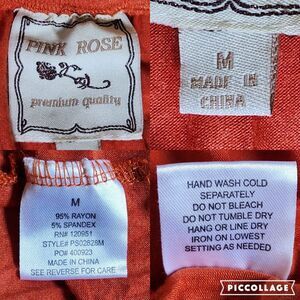 PINK ROSE
premium quality
M
MADE IN
CHINA
M
95% RAYON
5% SPANDEX
RN# 120951
STYLE# PS02828M
PO# 400923
MADE IN CHINA
SEE REVERSE FOR CARE
HAND WASH COLD
SEPARATELY
DO NOT BLEACH
DO NOT TUMBLE DRY
HANG OR LINE DRY
IRON ON LOWEST
SETTING AS NEEDED
PICCOLLAGE